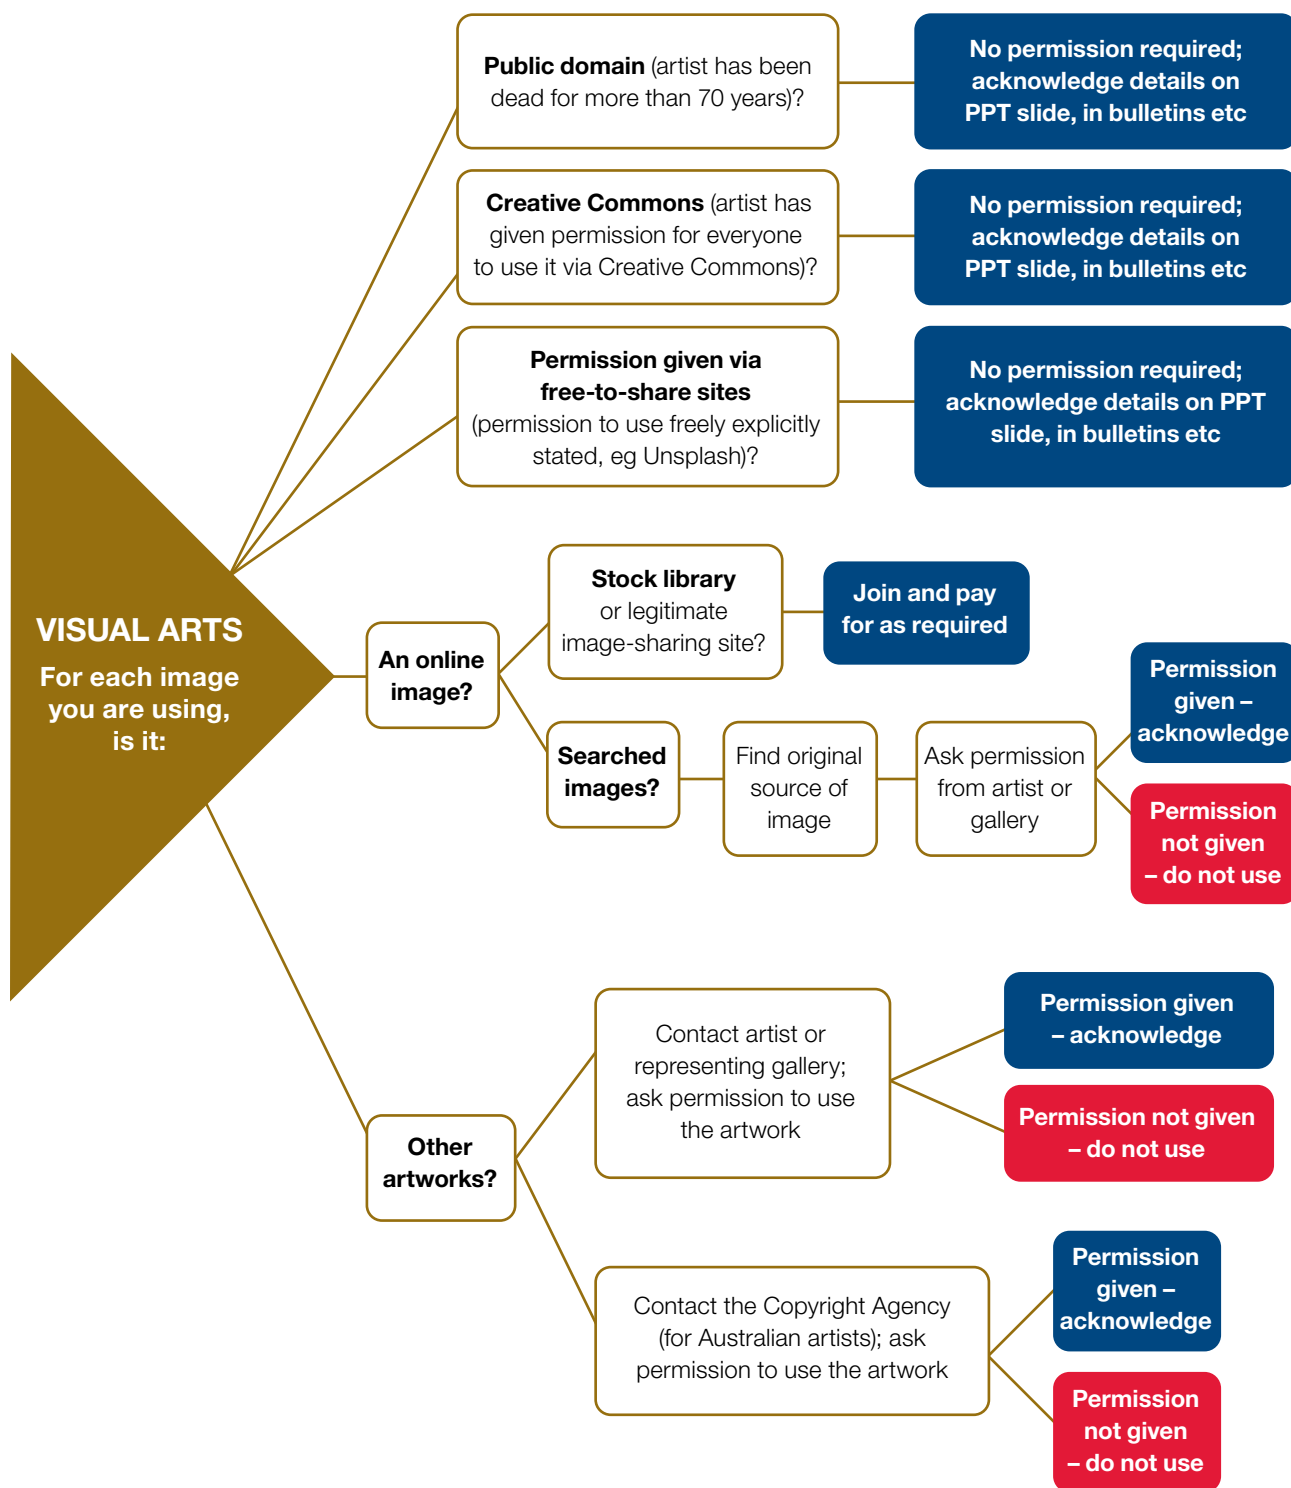 VISUAL ARTS
For each image
you are using,
is it:
Public domain (artist has been
dead for more than 70 years)?
No permission required;
acknowledge details on
PPT slide, in bulletins etc
Creative Commons (artist has
given permission for everyone
to use it via Creative Commons)?
No permission required;
acknowledge details on
PPT slide, in bulletins etc
Permission given via
free-to-share sites
(permission to use freely explicitly
stated, eg Unsplash)?
No permission required;
acknowledge details on PPT
slide, in bulletins etc
An online
image?
Stock library
or legitimate
image-sharing site?
Join and pay
for as required
Searched
images?
Find original
source of
image
Ask permission
from artist or
gallery
Permission
given –
acknowledge
Permission
not given
– do not use
Other
artworks?
Contact artist or
representing gallery;
ask permission to use
the artwork
Permission given
– acknowledge
Permission not given
– do not use
Contact the Copyright Agency
(for Australian artists); ask
permission to use the artwork
Permission
given –
acknowledge
Permission
not given
– do not use